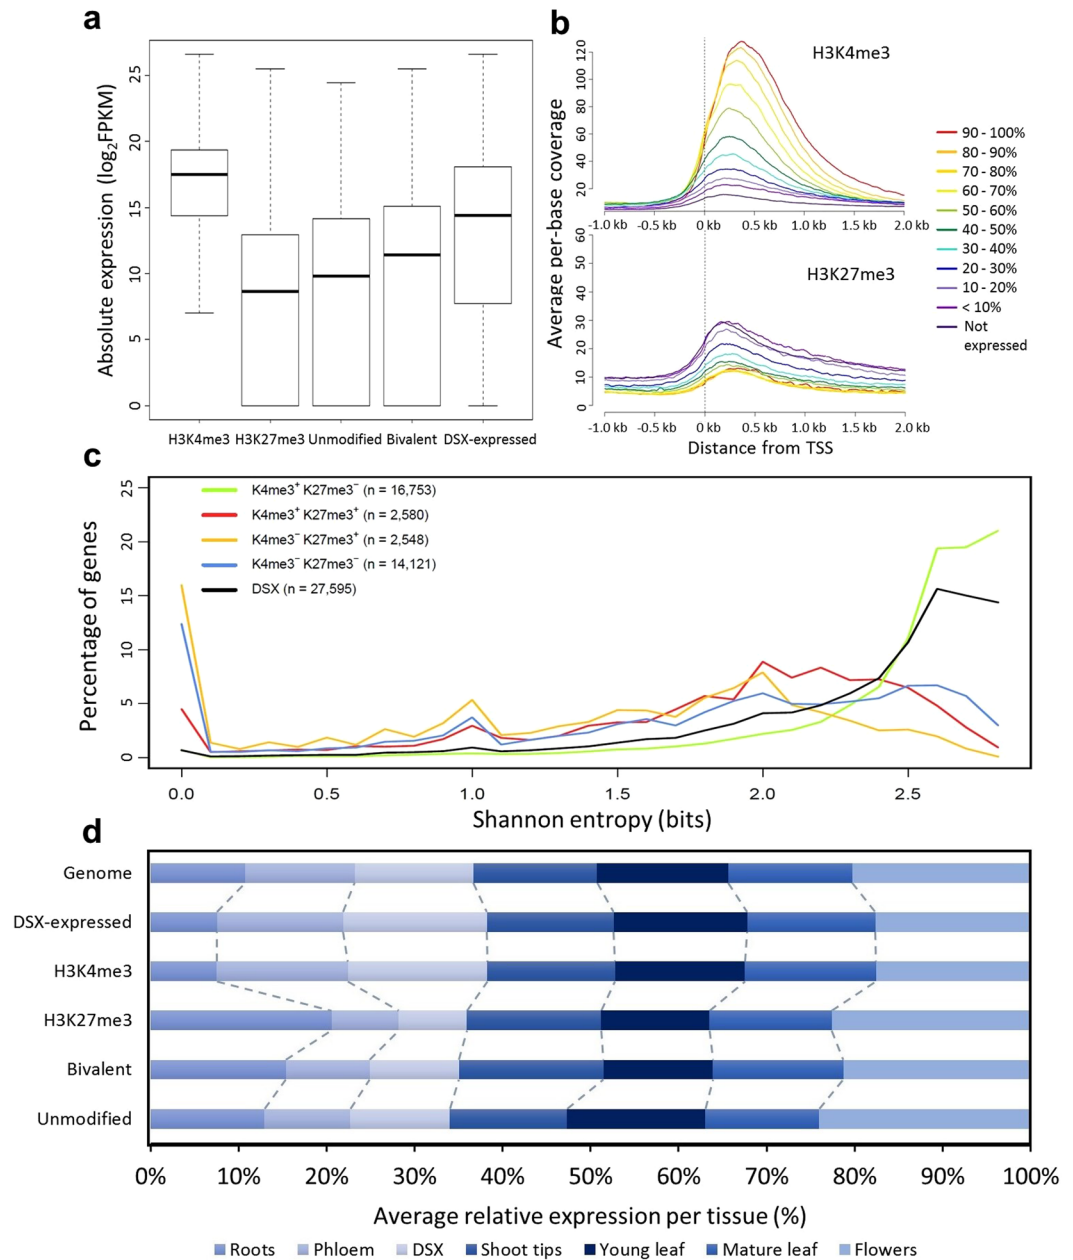 a
Absolute expression (log2FPKM)
25
20
15
10
5
0
H3K4me3 H3K27me3 Unmodified Bivalent DSX-expressed
b
Average per-base coverage
H3K4me3
120
100
80
60
40
20
-1.0 kb -0.5 kb 0 kb 0.5 kb 1.0 kb 1.5 kb 2.0 kb
H3K27me3
60
50
40
30
20
10
0
-1.0 kb -0.5 kb 0 kb 0.5 kb 1.0 kb 1.5 kb 2.0 kb
Distance from TSS
90 - 100%
80 - 90%
70 - 80%
60 - 70%
50 - 60%
40 - 50%
30 - 40%
20 - 30%
10 - 20%
< 10%
Not
expressed
c
Percentage of genes
25
20
15
10
5
0
K4me3+ K27me3− (n = 16,753)
K4me3+ K27me3+ (n = 2,580)
K4me3− K27me3+ (n = 2,548)
K4me3− K27me3− (n = 14,121)
DSX (n = 27,595)
0.0 0.5 1.0 1.5 2.0 2.5
Shannon entropy (bits)
d
Genome
DSX-expressed
H3K4me3
H3K27me3
Bivalent
Unmodified
0% 10% 20% 30% 40% 50% 60% 70% 80% 90% 100%
Average relative expression per tissue (%)
Roots Phloem DSX Shoot tips Young leaf Mature leaf Flowers